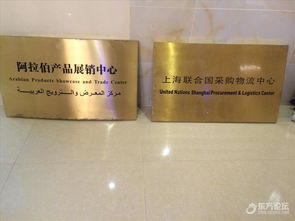 阿拉伯产品展销中心
Arabian Products Showcase and Trade Center
مركز المعرض والترويج العربية
上海联合国采购物流中心
United Nations Shanghai Procurement & Logistics Center
东方论坛